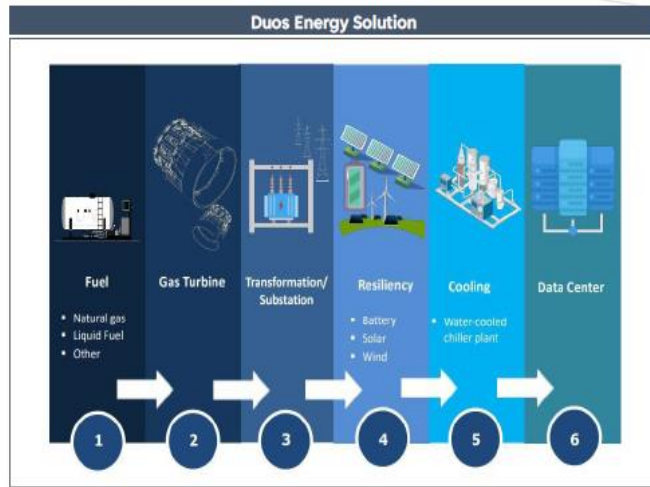 Duos Energy Solution
Fuel
• Natural gas
• Liquid Fuel
• Other
Gas Turbine
Transformation/
Substation
Resiliency
• Battery
• Solar
• Wind
Cooling
• Water-cooled
chiller plant
Data Center
1
2
3
4
5
6